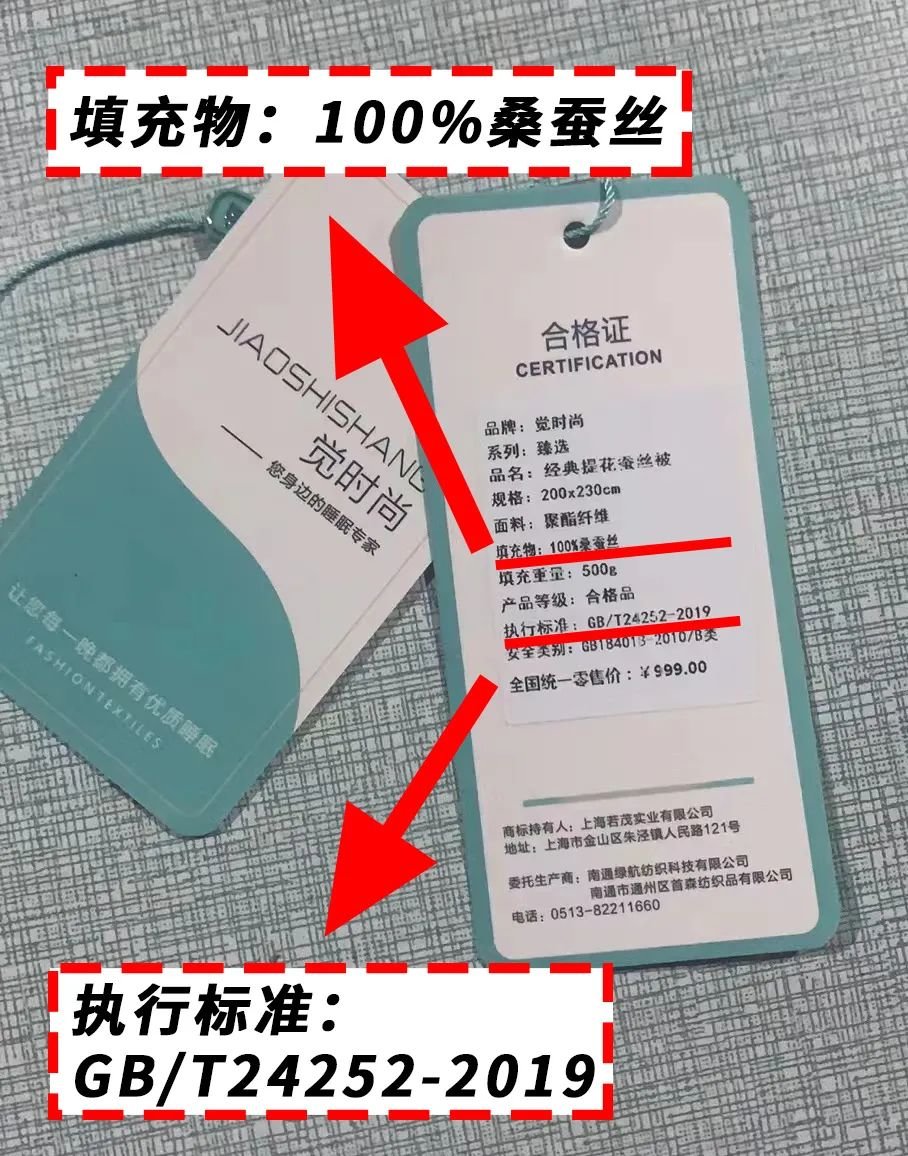 填充物：100%桑蚕丝
JIAOSHISHANG
觉时尚
您身边的睡眠专家
让您每一晚都拥有优质睡眠
FASHIONTEXTILES
合格证
CERTIFICATION
品牌：觉时尚
系列：臻选
品名：经典提花蚕丝被
规格：200x230cm
面料：聚酯纤维
填充物：100%桑蚕丝
填充重量：500g
产品等级：合格品
执行标准：GB/T24252-2019
安全类别：GB18401B-2010/B类
全国统一零售价：￥999.00
商标持有人：上海若茂实业有限公司
地址：上海市金山区朱泾镇人民路121号
委托生产商：南通绿航纺织科技有限公司
南通市通州区首森纺织品有限公司
电话：0513-82211660
执行标准：
GB/T24252-2019